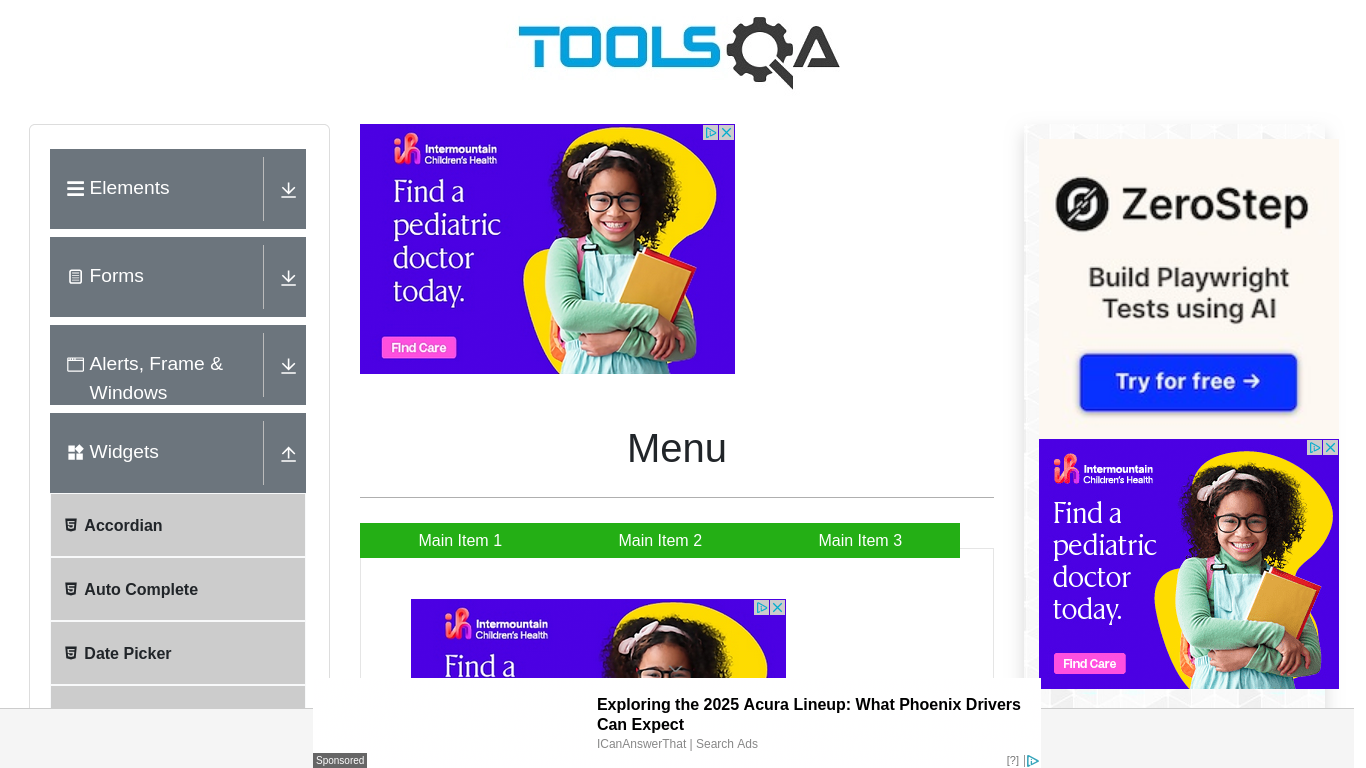 TOOLSQA
Elements
Forms
Alerts, Frame &
Windows
Widgets
Accordian
Auto Complete
Date Picker
Intermountain
Children's Health
Find a
pediatric
doctor
today.
Find Care
Menu
Main Item 1
Main Item 2
Main Item 3
Intermountain
Children's Health
Find a
ZeroStep
Build Playwright
Tests using AI
Try for free →
Intermountain
Children's Health
Find a
pediatric
doctor
today.
Find Care
Exploring the 2025 Acura Lineup: What Phoenix Drivers
Can Expect
ICanAnswerThat | Search Ads
Sponsored
[?] |